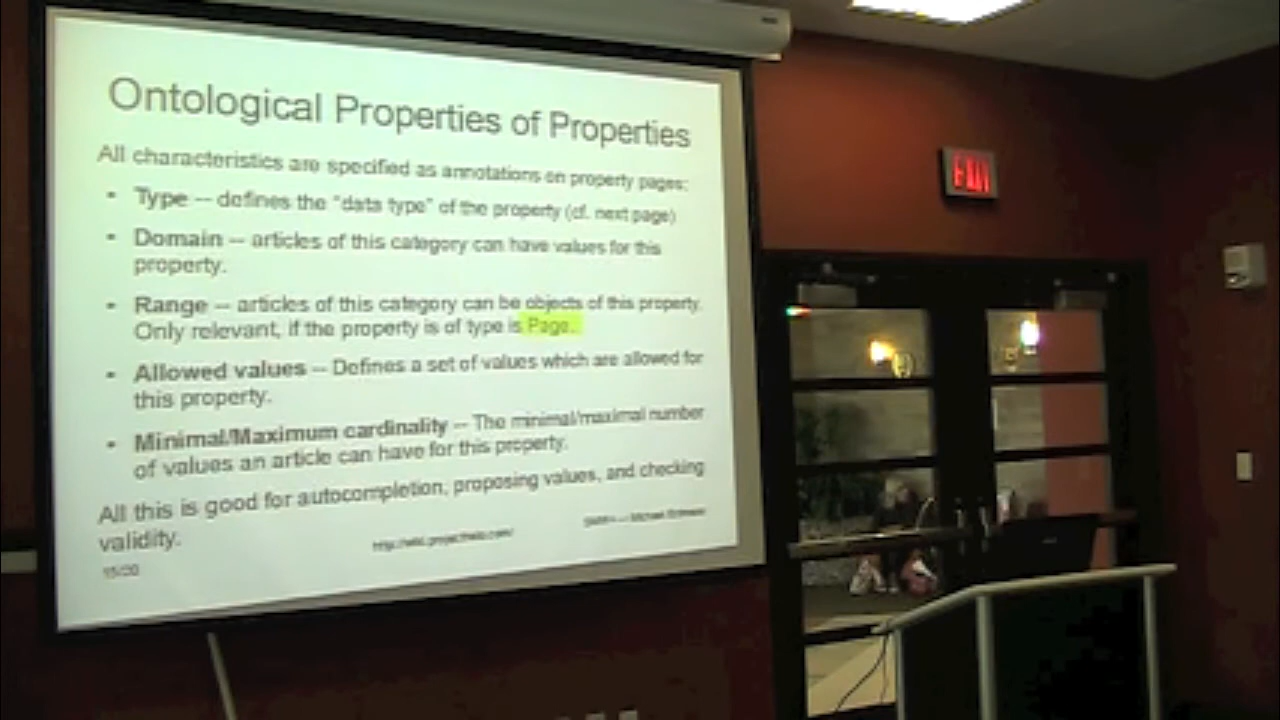 Ontological Properties of Properties
All characteristics are specified as annotations on property pages:
• Type -- defines the "data type" of the property (cf. next page)
• Domain -- articles of this category can have values for this
property.
• Range -- articles of this category can be objects of this property.
Only relevant, if the property is of type is Page.
• Allowed values -- Defines a set of values which are allowed for
this property.
• Minimal/Maximum cardinality -- The minimal/maximal number
of values an article can have for this property.
All this is good for autocompletion, proposing values, and checking
validity.
15/20
EXIT